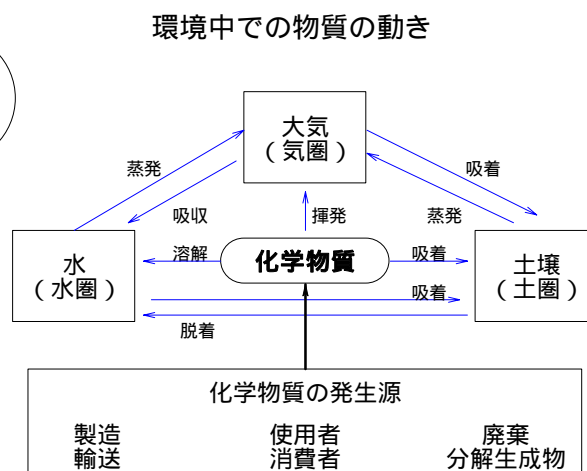 環境中での物質の動き
大気
(気圏)
蒸発
吸着
吸収
揮発
蒸発
水
(水圏)
溶解
化学物質
吸着
土壌
(土圏)
吸着
脱着
化学物質の発生源
製造 使用者 廃棄
輸送 消費者 分解生成物